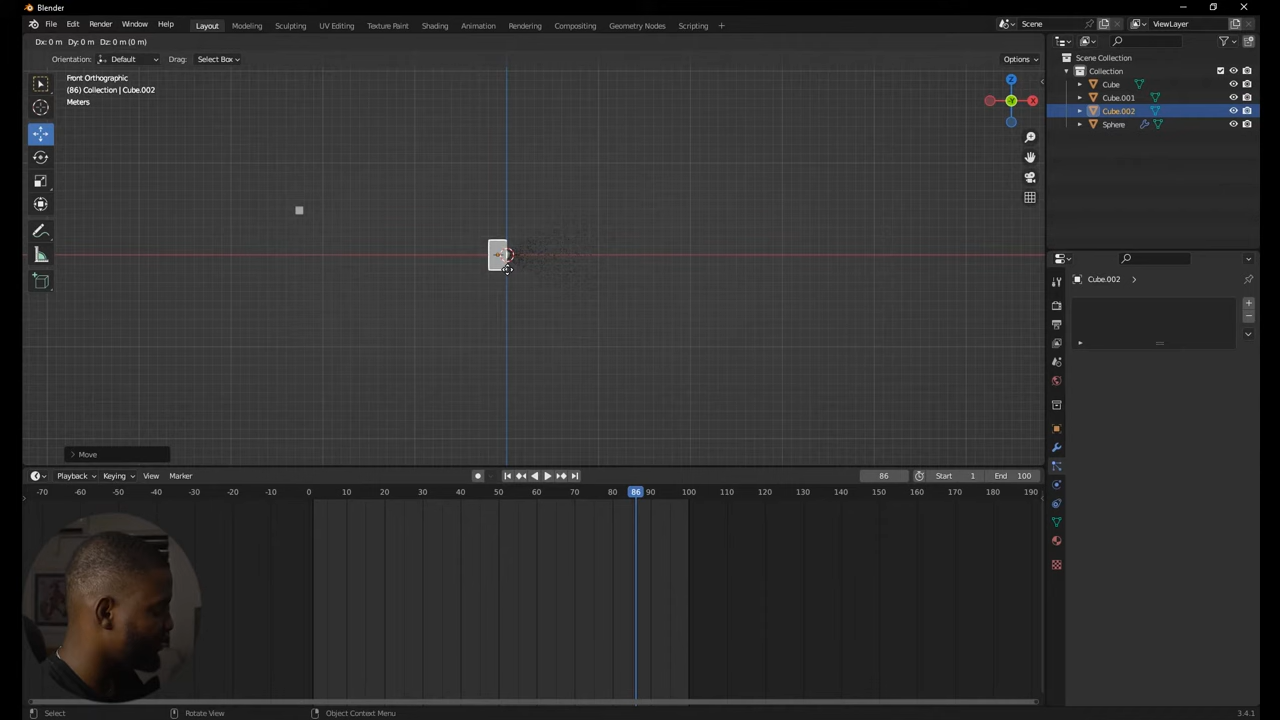 Blender
File Edit Render Window Help
Layout Modeling Sculpting UV Editing Texture Paint Shading Animation Rendering Compositing Geometry Nodes Scripting +
Scene
ViewLayer
Dx: 0 m Dy: 0 m Dz: 0 m (0 m)
Orientation: Default Drag: Select Box
Options
Front Orthographic
(86) Collection | Cube.002
Meters
Z
Y
X
Scene Collection
Collection
Cube
Cube.001
Cube.002
Sphere
Cube.002
Move
Playback Keying View Marker
86 Start 1 End 100
-70 -60 -50 -40 -30 -20 -10 0 10 20 30 40 50 60 70 80 86 90 100 110 120 130 140 150 160 170 180 190
Select Rotate View Object Context Menu
3.4.1